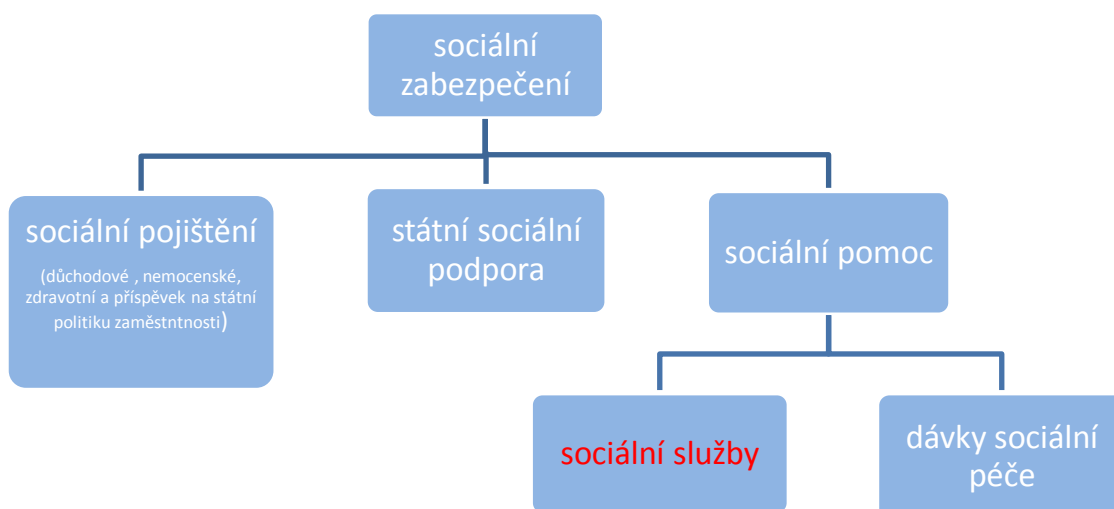 sociální
zabezpečení
sociální pojištění
(důchodové , nemocenské,
zdravotní a příspěvek na státní
politiku zaměstntnosti)
státní sociální
podpora
sociální pomoc
sociální služby
dávky sociální
péče